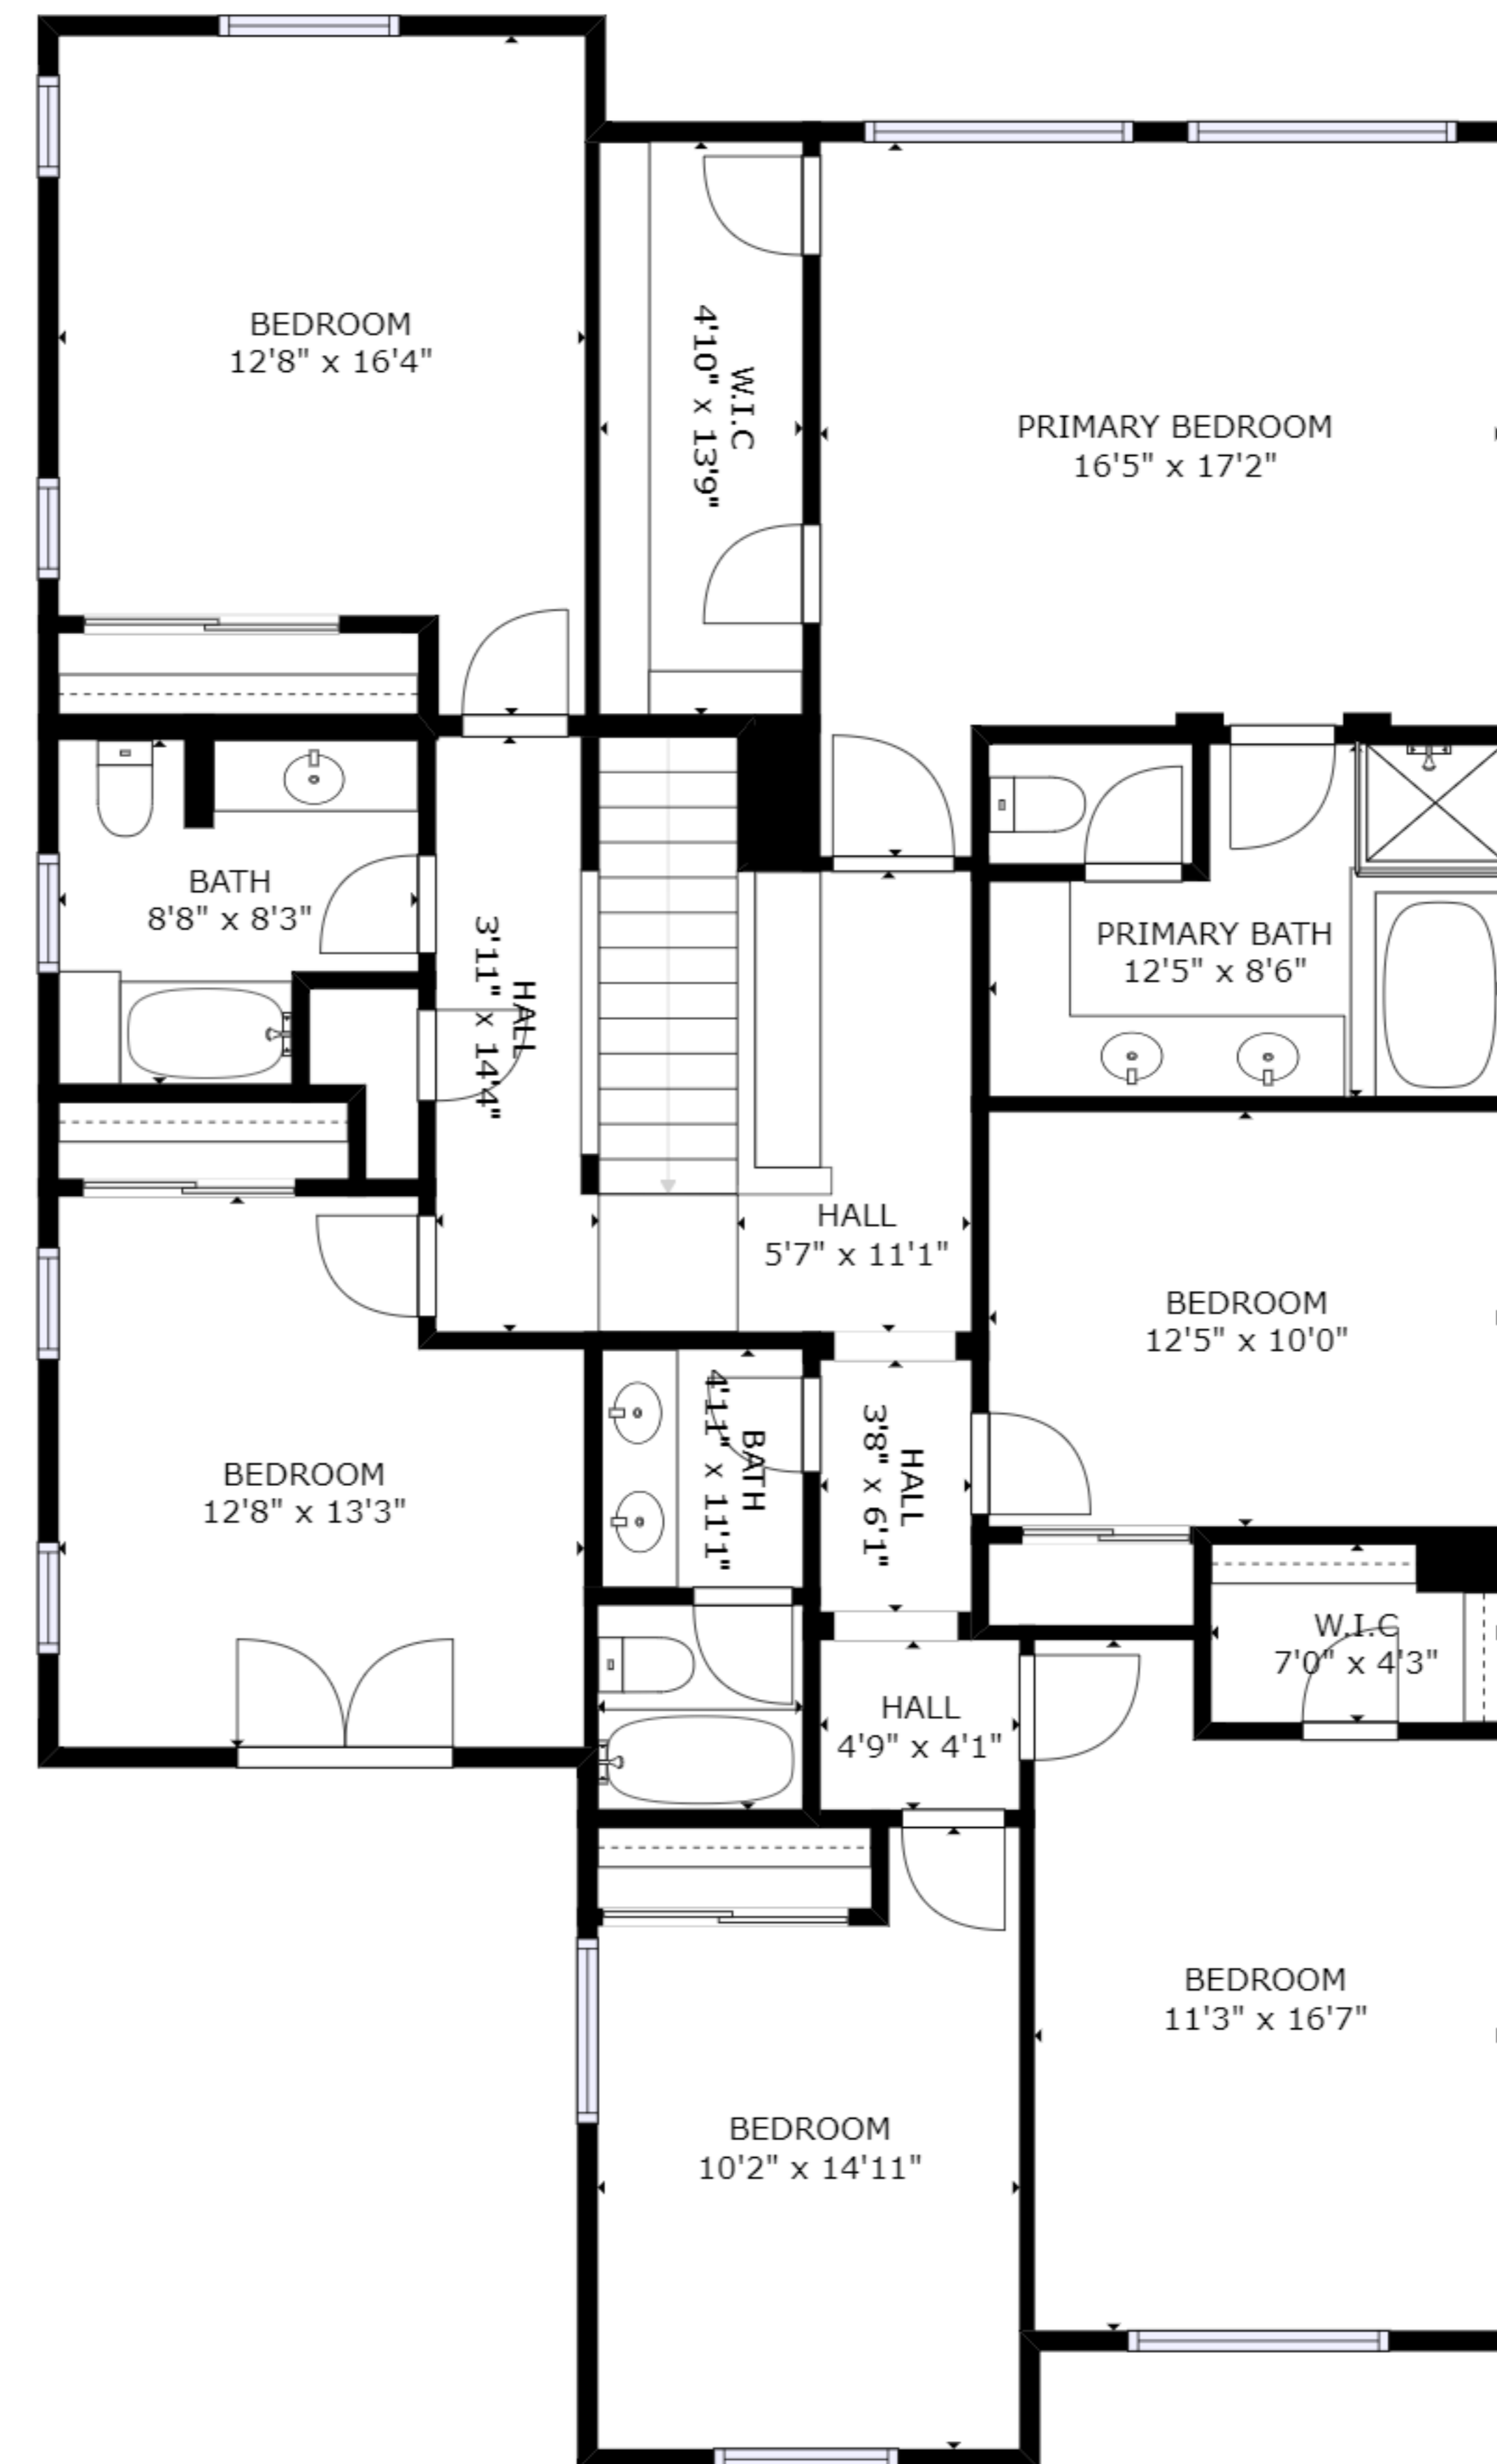 BEDROOM
12'8" x 16'4"
W.I.C
4'10" x 13'9"
PRIMARY BEDROOM
16'5" x 17'2"
BATH
8'8" x 8'3"
HALL
3'11" x 14'4"
PRIMARY BATH
12'5" x 8'6"
HALL
5'7" x 11'1"
BEDROOM
12'5" x 10'0"
BEDROOM
12'8" x 13'3"
BATH
4'11" x 11'1"
HALL
3'8" x 6'1"
W.I.C
7'0" x 4'3"
HALL
4'9" x 4'1"
BEDROOM
11'3" x 16'7"
BEDROOM
10'2" x 14'11"